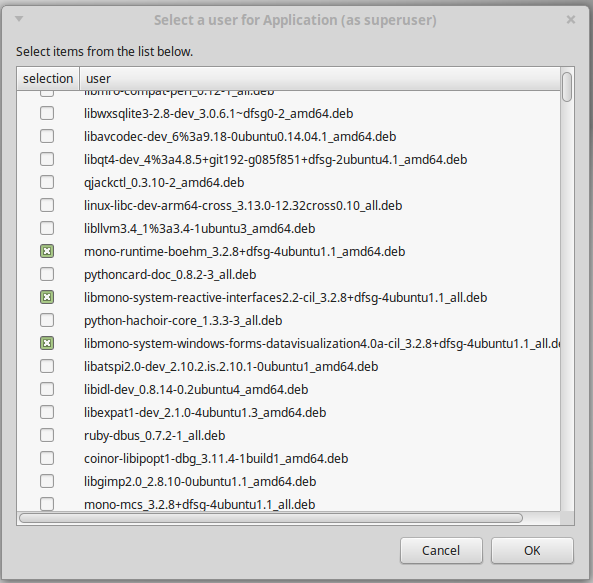 Select a user for Application (as superuser)
Select items from the list below.
selection user
libmro-compat-perl_0.12-1_all.deb
libwxsqlite3-2.8-dev_3.0.6.1~dfsg0-2_amd64.deb
libavcodec-dev_6%3a9.18-0ubuntu0.14.04.1_amd64.deb
libqt4-dev_4%3a4.8.5+git192-g085f851+dfsg-2ubuntu4.1_amd64.deb
qjackctl_0.3.10-2_amd64.deb
linux-libc-dev-arm64-cross_3.13.0-12.32cross0.10_all.deb
libllvm3.4_1%3a3.4-1ubuntu3_amd64.deb
mono-runtime-boehm_3.2.8+dfsg-4ubuntu1.1_amd64.deb
pythoncard-doc_0.8.2-3_all.deb
libmono-system-reactive-interfaces2.2-cil_3.2.8+dfsg-4ubuntu1.1_all.deb
python-hachoir-core_1.3.3-3_all.deb
libmono-system-windows-forms-datavisualization4.0a-cil_3.2.8+dfsg-4ubuntu1.1_all.de
libatspi2.0-dev_2.10.2.is.2.10.1-0ubuntu1_amd64.deb
libidl-dev_0.8.14-0.2ubuntu4_amd64.deb
libexpat1-dev_2.1.0-4ubuntu1.3_amd64.deb
ruby-dbus_0.7.2-1_all.deb
coinor-libipopt1-dbg_3.11.4-1build1_amd64.deb
libgimp2.0_2.8.10-0ubuntu1.1_amd64.deb
mono-mcs_3.2.8+dfsg-4ubuntu1.1_all.deb
Cancel OK